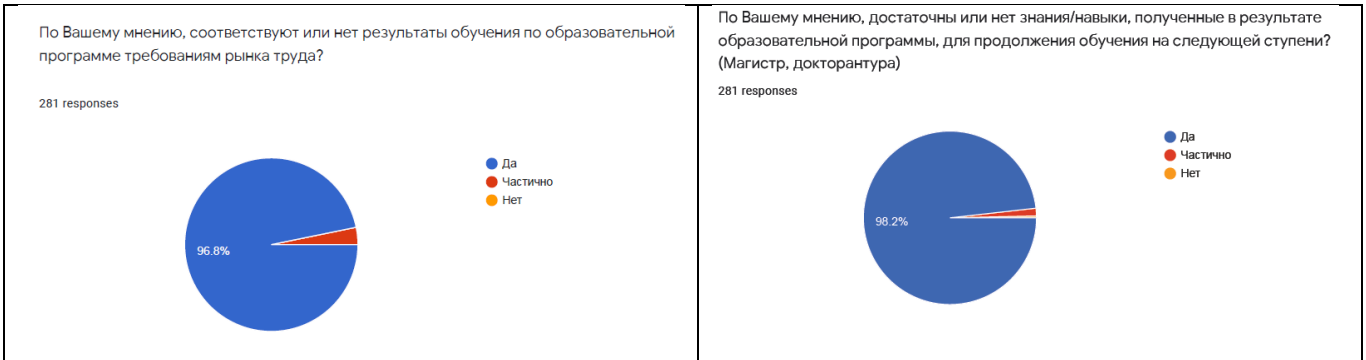 По Вашему мнению, соответствуют или нет результаты обучения по образовательной
программе требованиям рынка труда?
281 responses
Да
Частично
Нет
96.8%
По Вашему мнению, достаточны или нет знания/навыки, полученные в результате
образовательной программы, для продолжения обучения на следующей ступени?
(Магистр, докторантура)
281 responses
Да
Частично
Нет
98.2%